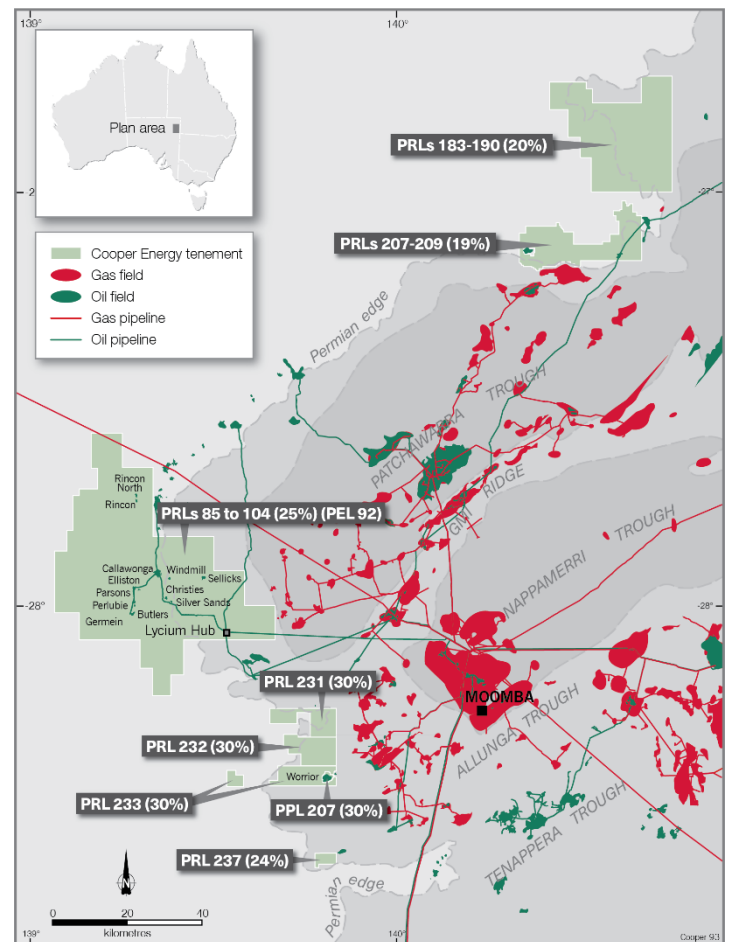 139°
140°
Plan area
PRLs 183-190 (20%)
-27°
PRLs 207-209 (19%)
Cooper Energy tenement
Gas field
Oil field
Gas pipeline
Oil pipeline
Permian edge
PATCHAWARRA TROUGH
GMI RIDGE
NAPPAMERRI TROUGH
Rincon
North
Rincon
PRLs 85 to 104 (25%) (PEL 92)
Callawonga
Windmill
Elliston
Sellicks
Parsons
Christies
Perlubie
Silver Sands
Butlers
Germein
-28°
-28°
Lycium Hub
PRL 231 (30%)
MOOMBA
ALLUNGA TROUGH
PRL 232 (30%)
Worrior
PRL 233 (30%)
PPL 207 (30%)
TENAPPERA TROUGH
PRL 237 (24%)
Permian edge
N
0 20 40
kilometres
139°
140°
Cooper 93